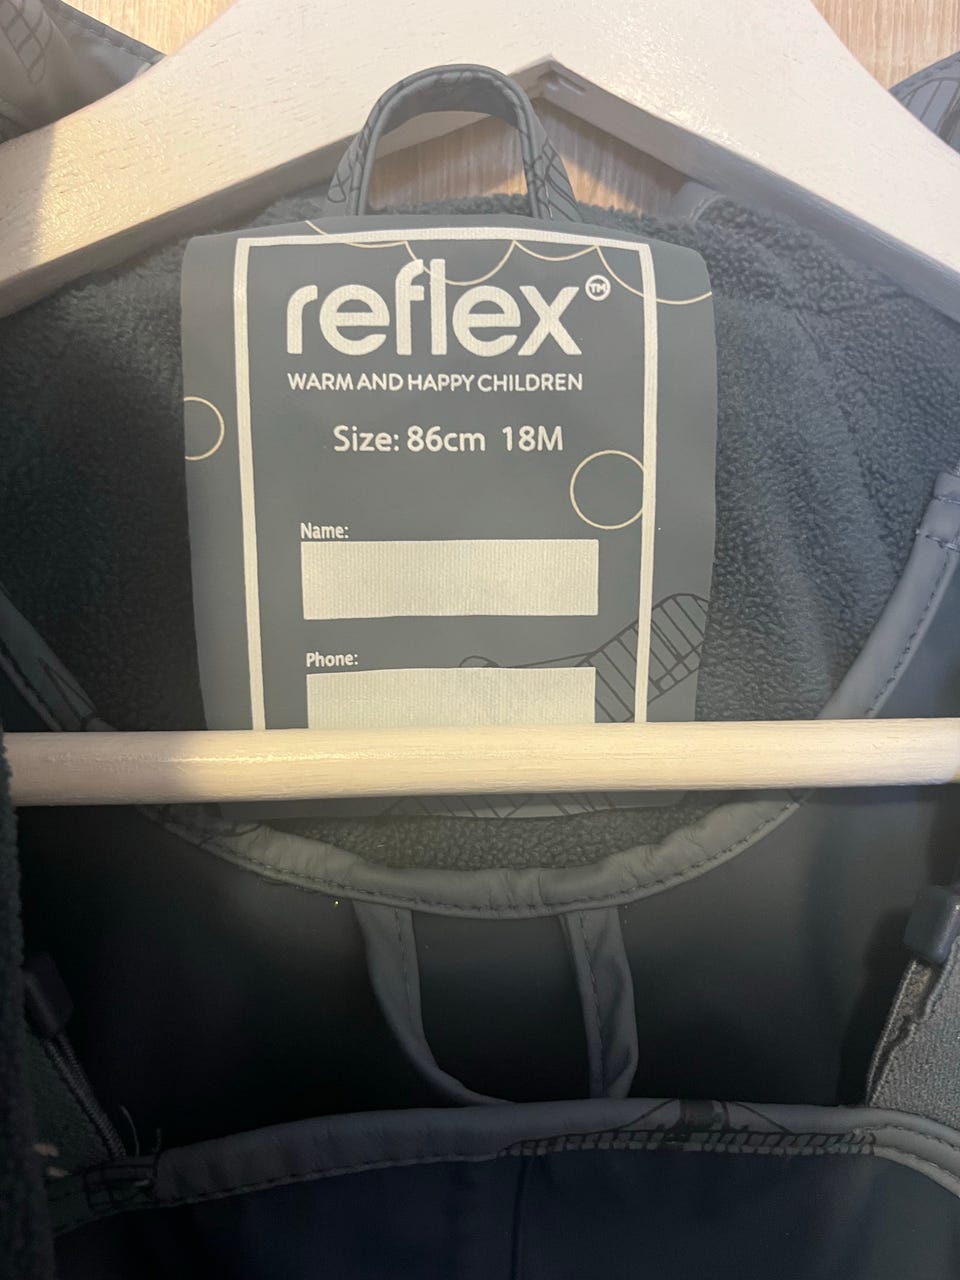 reflex™
WARM AND HAPPY CHILDREN
Size: 86cm 18M
Name:
Phone: